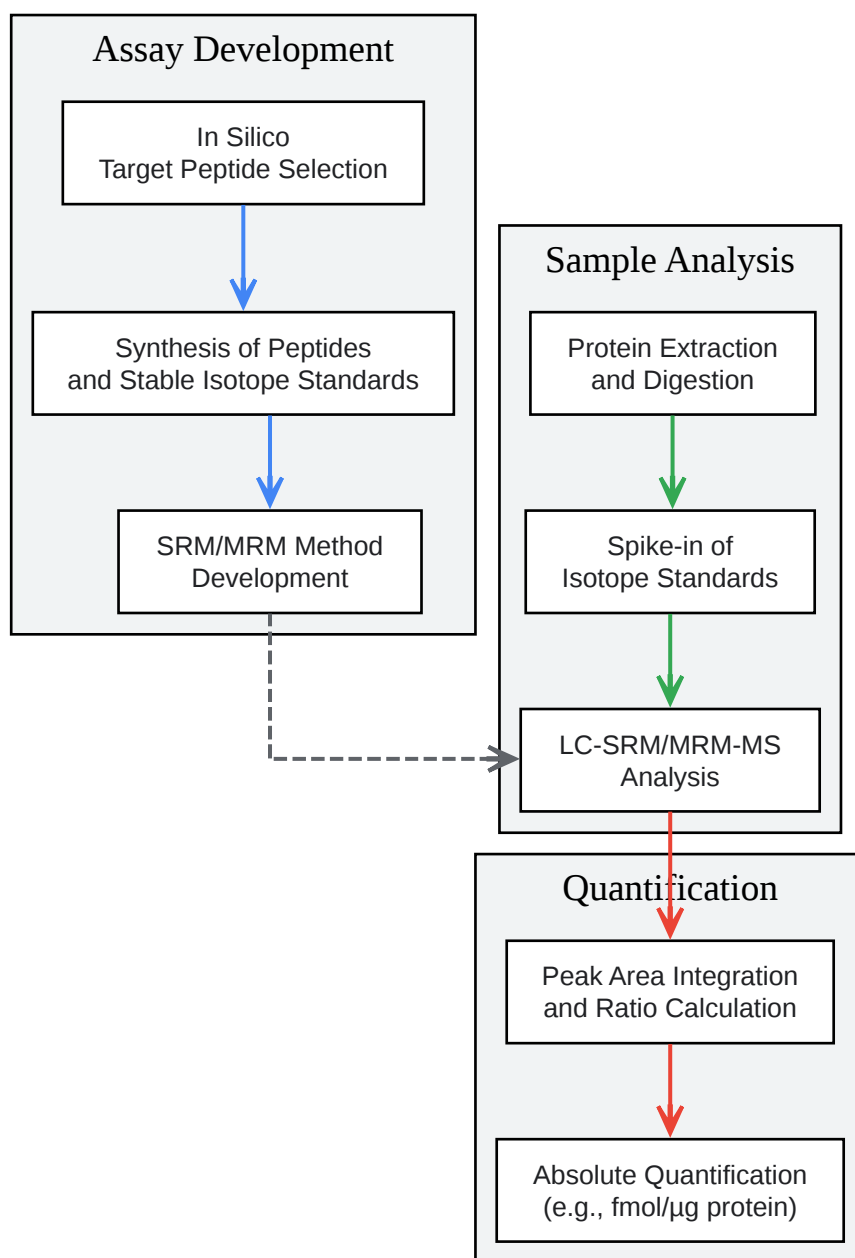 Assay Development
In Silico
Target Peptide Selection
Synthesis of Peptides
and Stable Isotope Standards
SRM/MRM Method
Development
Sample Analysis
Protein Extraction
and Digestion
Spike-in of
Isotope Standards
LC-SRM/MRM-MS
Analysis
Quantification
Peak Area Integration
and Ratio Calculation
Absolute Quantification
(e.g., fmol/µg protein)